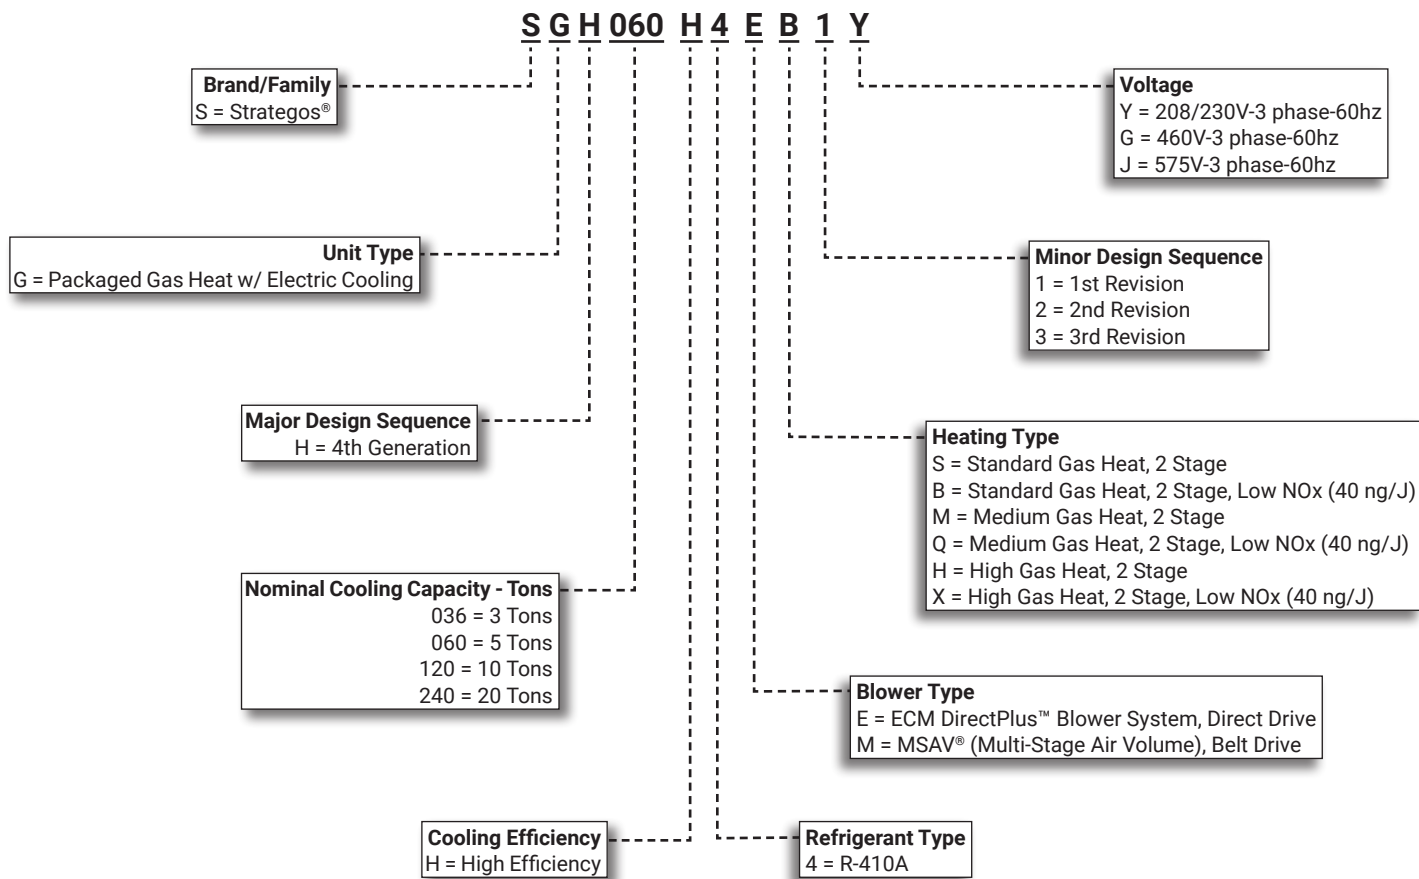 S G H 060 H 4 E B 1 Y
Brand/Family
S = Strategos®
Voltage
Y = 208/230V-3 phase-60hz
G = 460V-3 phase-60hz
J = 575V-3 phase-60hz
Unit Type
G = Packaged Gas Heat w/ Electric Cooling
Minor Design Sequence
1 = 1st Revision
2 = 2nd Revision
3 = 3rd Revision
Major Design Sequence
H = 4th Generation
Heating Type
S = Standard Gas Heat, 2 Stage
B = Standard Gas Heat, 2 Stage, Low NOx (40 ng/J)
M = Medium Gas Heat, 2 Stage
Q = Medium Gas Heat, 2 Stage, Low NOx (40 ng/J)
H = High Gas Heat, 2 Stage
X = High Gas Heat, 2 Stage, Low NOx (40 ng/J)
Nominal Cooling Capacity - Tons
036 = 3 Tons
060 = 5 Tons
120 = 10 Tons
240 = 20 Tons
Blower Type
E = ECM DirectPlus™ Blower System, Direct Drive
M = MSAV® (Multi-Stage Air Volume), Belt Drive
Cooling Efficiency
H = High Efficiency
Refrigerant Type
4 = R-410A